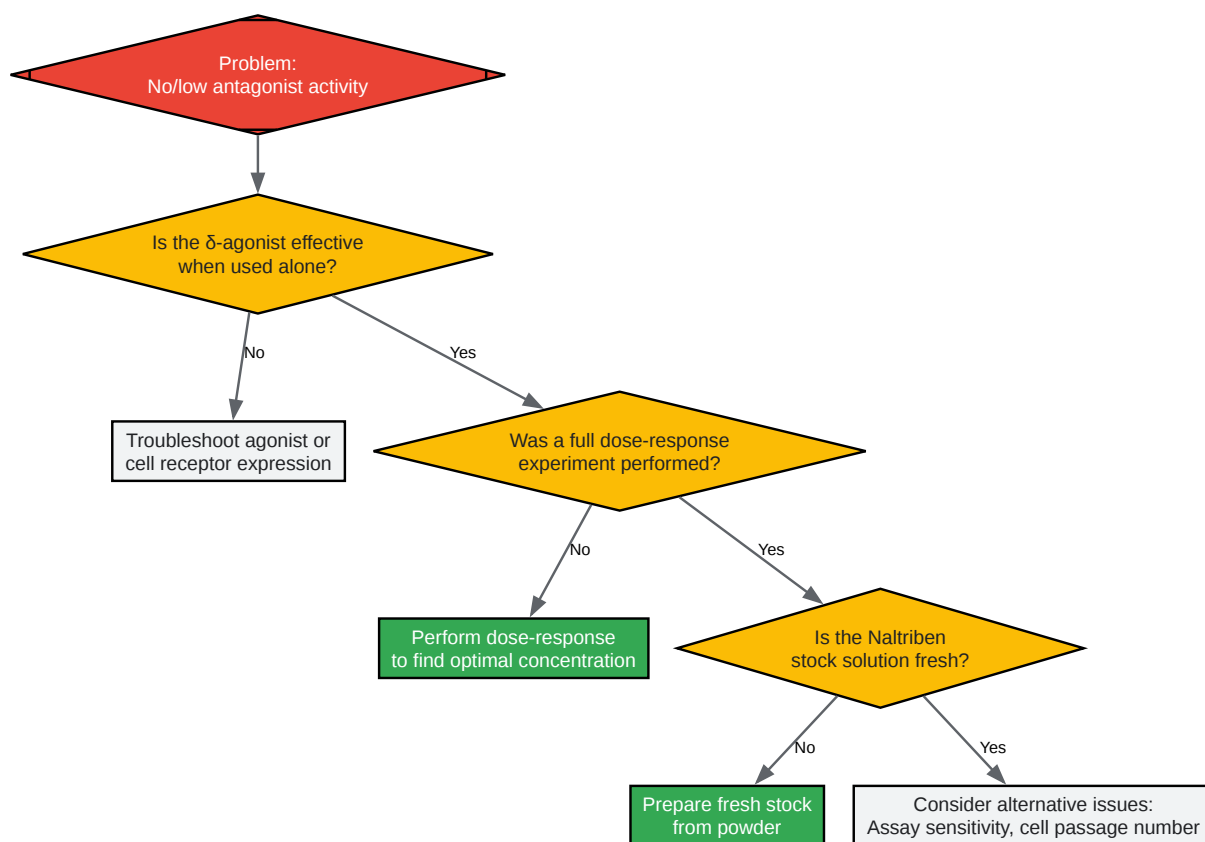 Problem:
No/low antagonist activity
Is the δ-agonist effective
when used alone?
No
Yes
Troubleshoot agonist or
cell receptor expression
Was a full dose-response
experiment performed?
No
Yes
Perform dose-response
to find optimal concentration
Is the Naltriben
stock solution fresh?
No
Yes
Prepare fresh stock
from powder
Consider alternative issues:
Assay sensitivity, cell passage number